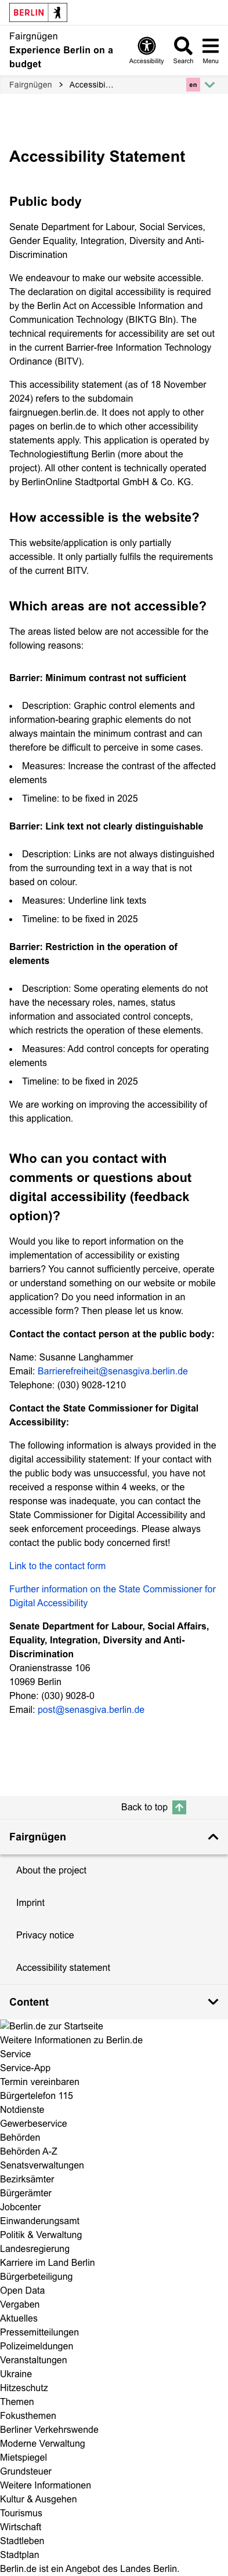 BERLIN
Fairgnügen
Experience Berlin on a
budget
Accessibility
Search
Menu
Fairgnügen > Accessibi...
en
Accessibility Statement
Public body
Senate Department for Labour, Social Services,
Gender Equality, Integration, Diversity and Anti-
Discrimination
We endeavour to make our website accessible.
The declaration on digital accessibility is required
by the Berlin Act on Accessible Information and
Communication Technology (BIKTG Bln). The
technical requirements for accessibility are set out
in the current Barrier-free Information Technology
Ordinance (BITV).
This accessibility statement (as of 18 November
2024) refers to the subdomain
fairgnuegen.berlin.de. It does not apply to other
pages on berlin.de to which other accessibility
statements apply. This application is operated by
Technologiestiftung Berlin (more about the
project). All other content is technically operated
by BerlinOnline Stadtportal GmbH & Co. KG.
How accessible is the website?
This website/application is only partially
accessible. It only partially fulfils the requirements
of the current BITV.
Which areas are not accessible?
The areas listed below are not accessible for the
following reasons:
Barrier: Minimum contrast not sufficient
• Description: Graphic control elements and
information-bearing graphic elements do not
always maintain the minimum contrast and can
therefore be difficult to perceive in some cases.
• Measures: Increase the contrast of the affected
elements
• Timeline: to be fixed in 2025
Barrier: Link text not clearly distinguishable
• Description: Links are not always distinguished
from the surrounding text in a way that is not
based on colour.
• Measures: Underline link texts
• Timeline: to be fixed in 2025
Barrier: Restriction in the operation of
elements
• Description: Some operating elements do not
have the necessary roles, names, status
information and associated control concepts,
which restricts the operation of these elements.
• Measures: Add control concepts for operating
elements
• Timeline: to be fixed in 2025
We are working on improving the accessibility of
this application.
Who can you contact with
comments or questions about
digital accessibility (feedback
option)?
Would you like to report information on the
implementation of accessibility or existing
barriers? You cannot sufficiently perceive, operate
or understand something on our website or mobile
application? Do you need information in an
accessible form? Then please let us know.
Contact the contact person at the public body:
Name: Susanne Langhammer
Email: Barrierefreiheit@senasgiva.berlin.de
Telephone: (030) 9028-1210
Contact the State Commissioner for Digital
Accessibility:
The following information is always provided in the
digital accessibility statement: If your contact with
the public body was unsuccessful, you have not
received a response within 4 weeks, or the
response was inadequate, you can contact the
State Commissioner for Digital Accessibility and
seek enforcement proceedings. Please always
contact the public body concerned first!
Link to the contact form
Further information on the State Commissioner for
Digital Accessibility
Senate Department for Labour, Social Affairs,
Equality, Integration, Diversity and Anti-
Discrimination
Oranienstrasse 106
10969 Berlin
Phone: (030) 9028-0
Email: post@senasgiva.berlin.de
Back to top
Fairgnügen
About the project
Imprint
Privacy notice
Accessibility statement
Content
Berlin.de zur Startseite
Weitere Informationen zu Berlin.de
Service
Service-App
Termin vereinbaren
Bürgertelefon 115
Notdienste
Gewerbeservice
Behörden
Behörden A-Z
Senatsverwaltungen
Bezirksämter
Bürgerämter
Jobcenter
Einwanderungsamt
Politik & Verwaltung
Landesregierung
Karriere im Land Berlin
Bürgerbeteiligung
Open Data
Vergaben
Aktuelles
Pressemitteilungen
Polizeimeldungen
Veranstaltungen
Ukraine
Hitzeschutz
Themen
Fokusthemen
Berliner Verkehrswende
Moderne Verwaltung
Mietspiegel
Grundsteuer
Weitere Informationen
Kultur & Ausgehen
Tourismus
Wirtschaft
Stadtleben
Stadtplan
Berlin.de ist ein Angebot des Landes Berlin.